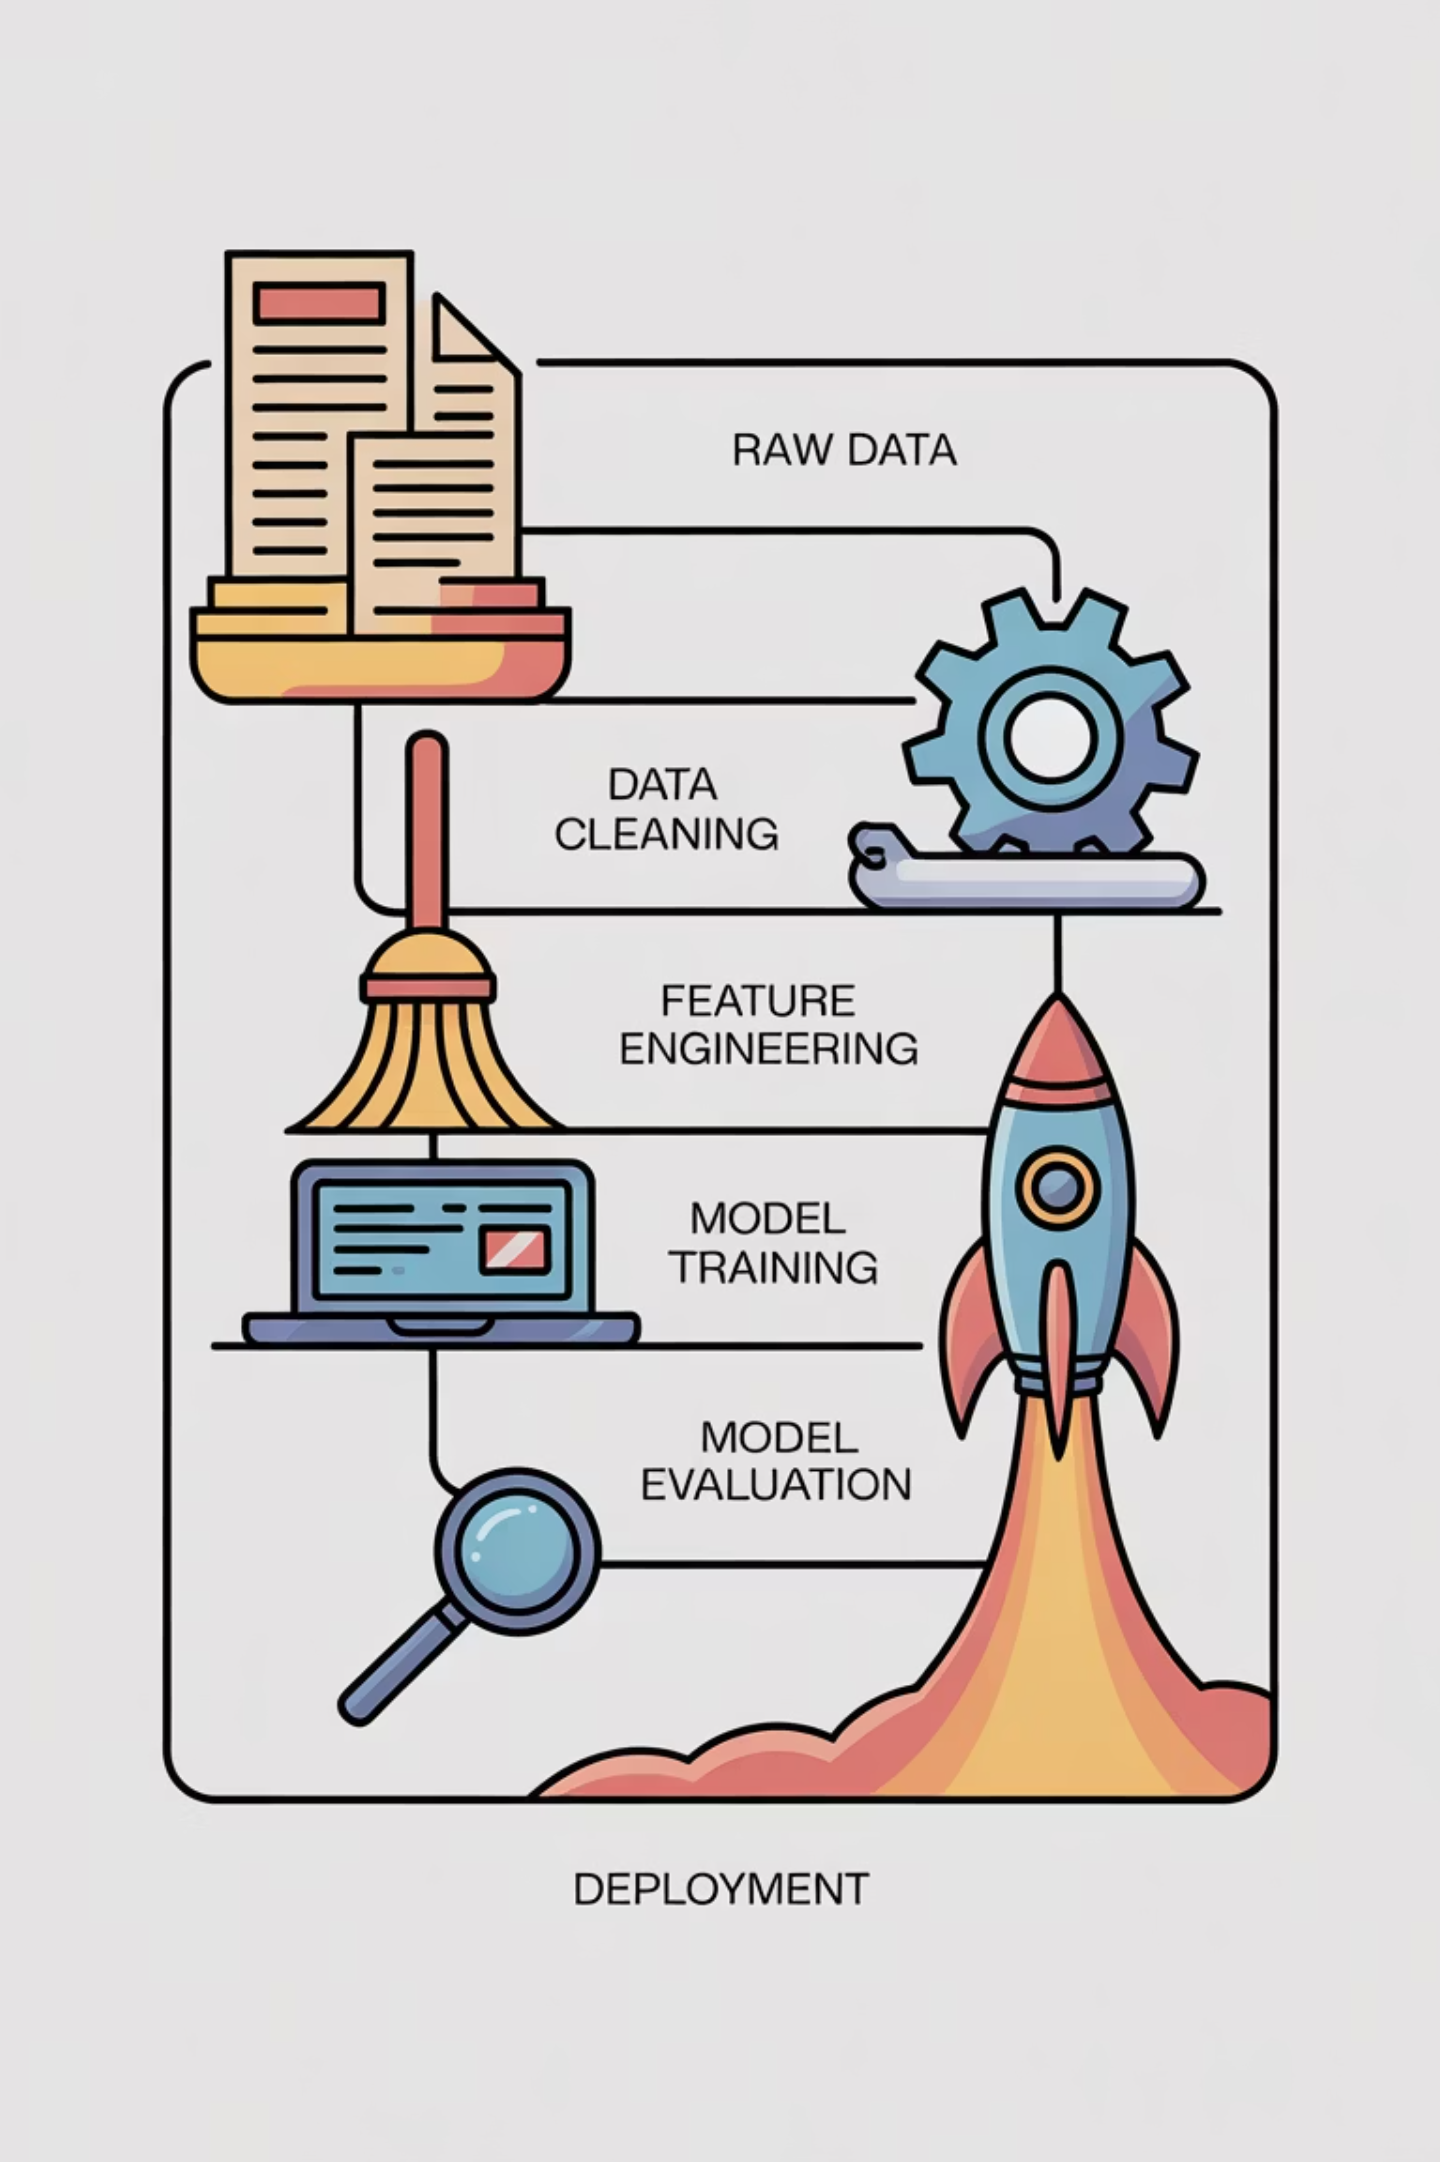 RAW DATA
DATA
CLEANING
FEATURE
ENGINEERING
MODEL
TRAINING
MODEL
EVALUATION
DEPLOYMENT